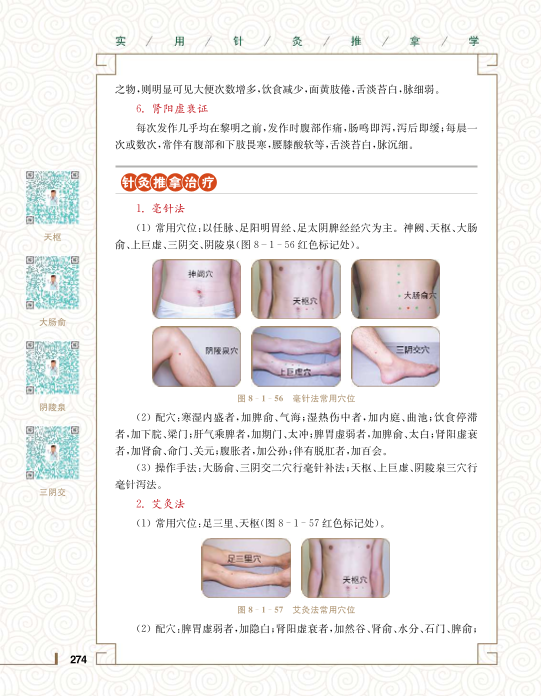 实 / 用 / 针 / 灸 / 推 / 拿 / 学
之物,则明显可见大便次数增多,饮食减少,面黄肢倦,舌淡苔白,脉细弱。
6. 肾阳虚衰证
每次发作几乎均在黎明之前,发作时腹部作痛,肠鸣即泻,泻后即缓;每晨一
次或数次,常伴有腹部和下肢畏寒,腰膝酸软等,舌淡苔白,脉沉细。
针灸推拿治疗
1. 毫针法
(1) 常用穴位:以任脉、足阳明胃经、足太阴脾经经穴为主。神阙、天枢、大肠
俞、上巨虚、三阴交、阴陵泉(图 8-1-56 红色标记处)。
天枢
大肠俞
阴陵泉
三阴交
神阙穴
天枢穴
大肠俞穴
阴陵泉穴
上巨虚穴
三阴交穴
图 8-1-56 毫针法常用穴位
(2) 配穴:寒湿内盛者,加脾俞、气海;湿热伤中者,加内庭、曲池;饮食停滞
者,加下脘、梁门;肝气乘脾者,加期门、太冲;脾胃虚弱者,加脾俞、太白;肾阳虚衰
者,加肾俞、命门、关元;腹胀者,加公孙;伴有脱肛者,加百会。
(3) 操作手法:大肠俞、三阴交二穴行毫针补法;天枢、上巨虚、阴陵泉三穴行
毫针泻法。
2. 艾灸法
(1) 常用穴位:足三里、天枢(图 8-1-57 红色标记处)。
足三里穴
天枢穴
图 8-1-57 艾灸法常用穴位
(2) 配穴:脾胃虚弱者,加隐白;肾阳虚衰者,加然谷、肾俞、水分、石门、脾俞;
274